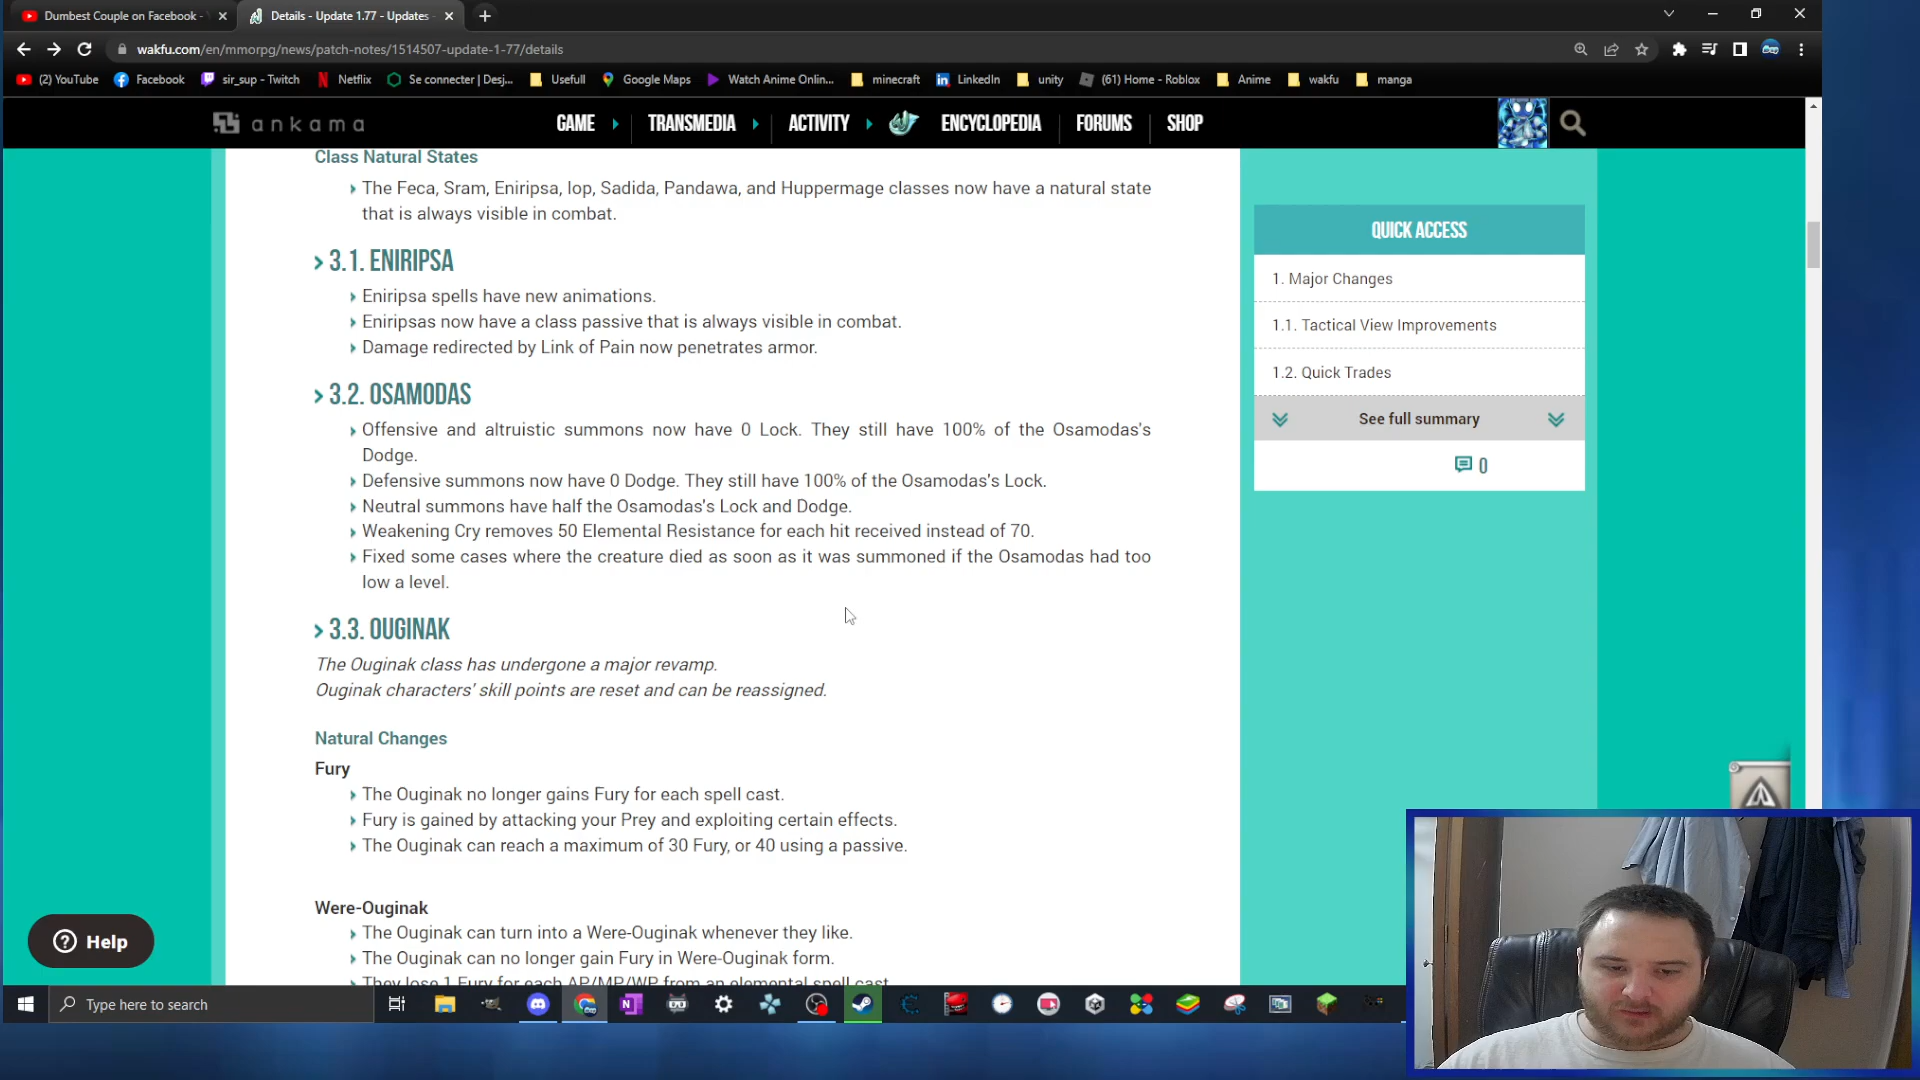 Dumbest Couple on Facebook -
Details - Update 1.77 - Updates -
wakfu.com/en/mmorpg/news/patch-notes/1514507-update-1-77/details
(2) YouTube
Facebook
sir_sup - Twitch
Netflix
Se connecter | Desj...
Usefull
Google Maps
Watch Anime Onlin...
minecraft
LinkedIn
unity
(61) Home - Roblox
Anime
wakfu
manga
ankama
GAME
TRANSMEDIA
ACTIVITY
ENCYCLOPEDIA
FORUMS
SHOP
Class Natural States
The Feca, Sram, Eniripsa, Iop, Sadida, Pandawa, and Huppermage classes now have a natural state
that is always visible in combat.
3.1. ENIRIPSA
Eniripsa spells have new animations.
Eniripsas now have a class passive that is always visible in combat.
Damage redirected by Link of Pain now penetrates armor.
3.2. OSAMODAS
Offensive and altruistic summons now have 0 Lock. They still have 100% of the Osamodas's
Dodge.
Defensive summons now have 0 Dodge. They still have 100% of the Osamodas's Lock.
Neutral summons have half the Osamodas's Lock and Dodge.
Weakening Cry removes 50 Elemental Resistance for each hit received instead of 70.
Fixed some cases where the creature died as soon as it was summoned if the Osamodas had too
low a level.
3.3. OUGINAK
The Ouginak class has undergone a major revamp.
Ouginak characters' skill points are reset and can be reassigned.
Natural Changes
Fury
The Ouginak no longer gains Fury for each spell cast.
Fury is gained by attacking your Prey and exploiting certain effects.
The Ouginak can reach a maximum of 30 Fury, or 40 using a passive.
Were-Ouginak
The Ouginak can turn into a Were-Ouginak whenever they like.
The Ouginak can no longer gain Fury in Were-Ouginak form.
They lose 1 Fury for each AP/MP/WP from an elemental spell cast
QUICK ACCESS
1. Major Changes
1.1. Tactical View Improvements
1.2. Quick Trades
See full summary
0
Help
Type here to search